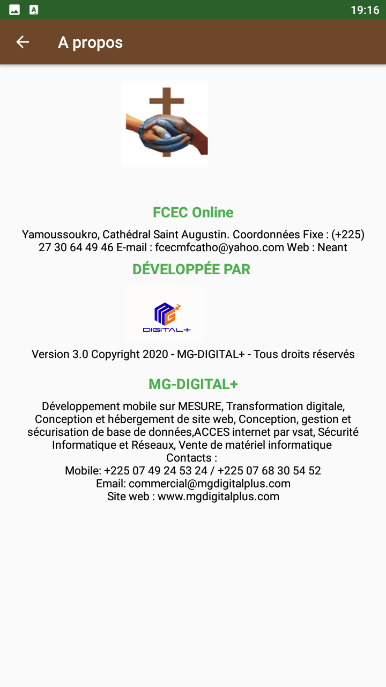 19:16
A propos
FCEC Online
Yamoussoukro, Cathédral Saint Augustin. Coordonnées Fixe : (+225)
27 30 64 49 46 E-mail : fcecmfcatho@yahoo.com Web : Neant
DÉVELOPPÉE PAR
DIGITAL+
Version 3.0 Copyright 2020 - MG-DIGITAL+ - Tous droits réservés
MG-DIGITAL+
Développement mobile sur MESURE, Transformation digitale,
Conception et hébergement de site web, Conception, gestion et
sécurisation de base de données,ACCES internet par vsat, Sécurité
Informatique et Réseaux, Vente de matériel informatique
Contacts :
Mobile: +225 07 49 24 53 24 / +225 07 68 30 54 52
Email: commercial@mgdigitalplus.com
Site web : www.mgdigitalplus.com